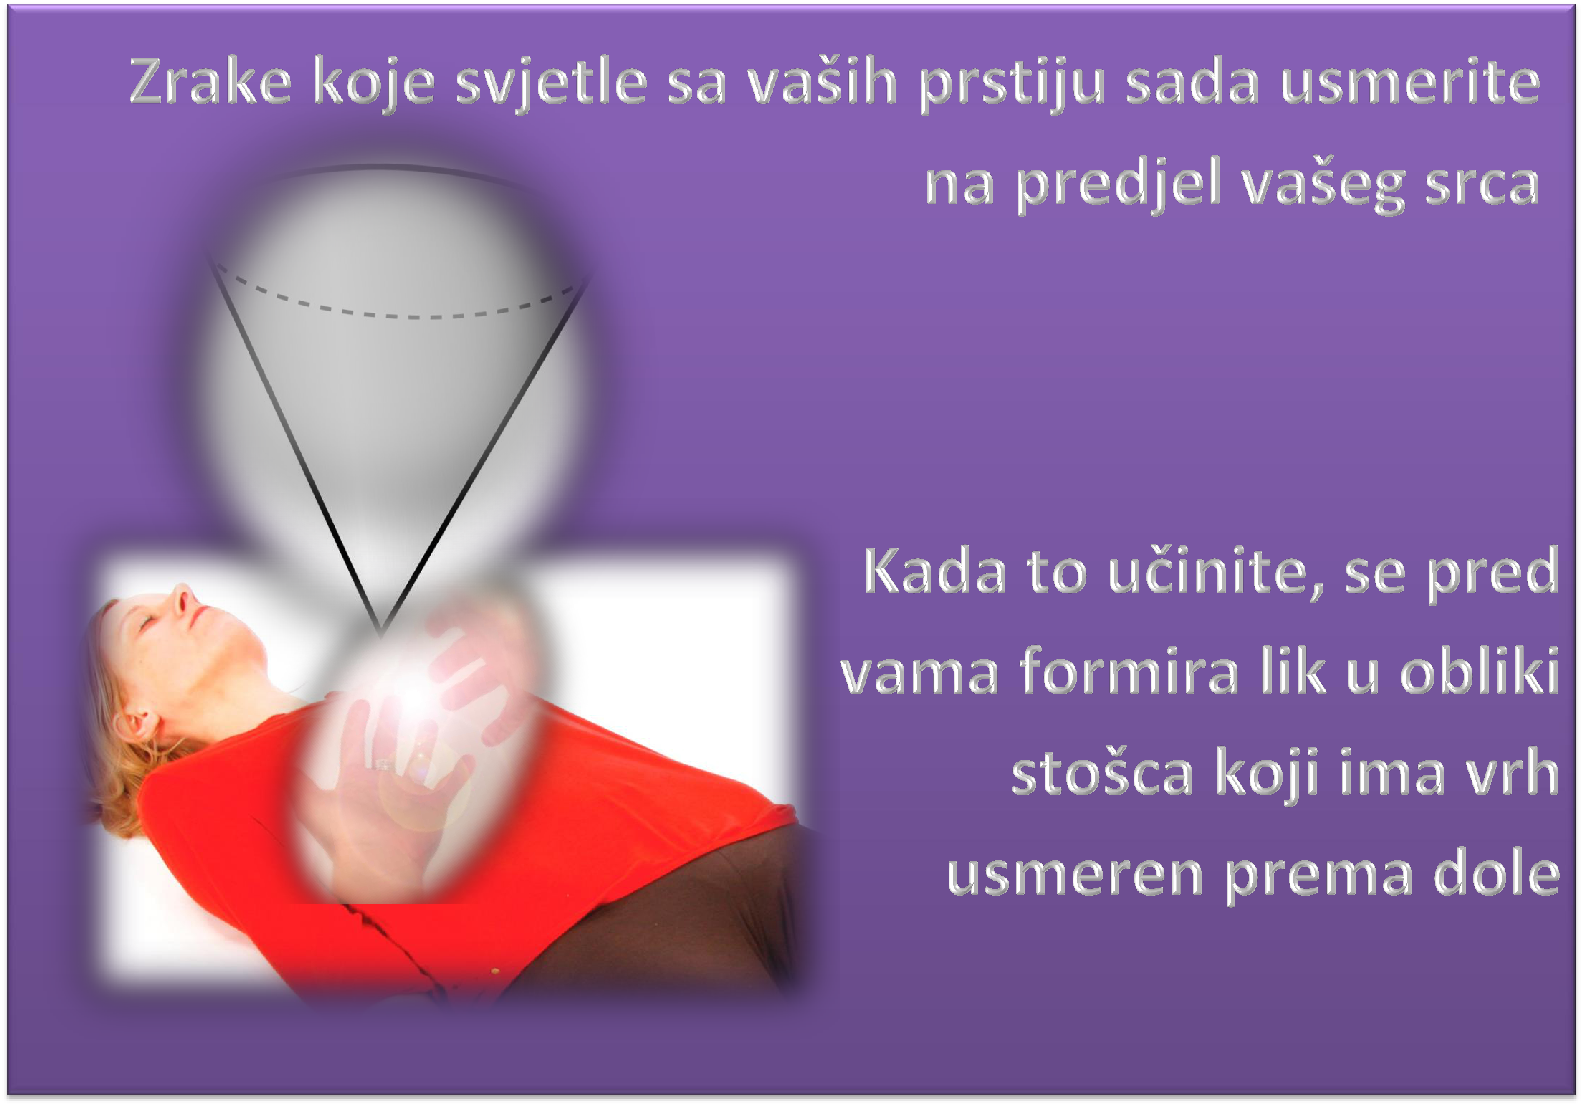 Zrake koje svjetle sa vaših prstiju sada usmerite
na predjel vašeg srca
Kada to učinite, se pred
vama formira lik u obliki
stošca koji ima vrh
usmeren prema dole